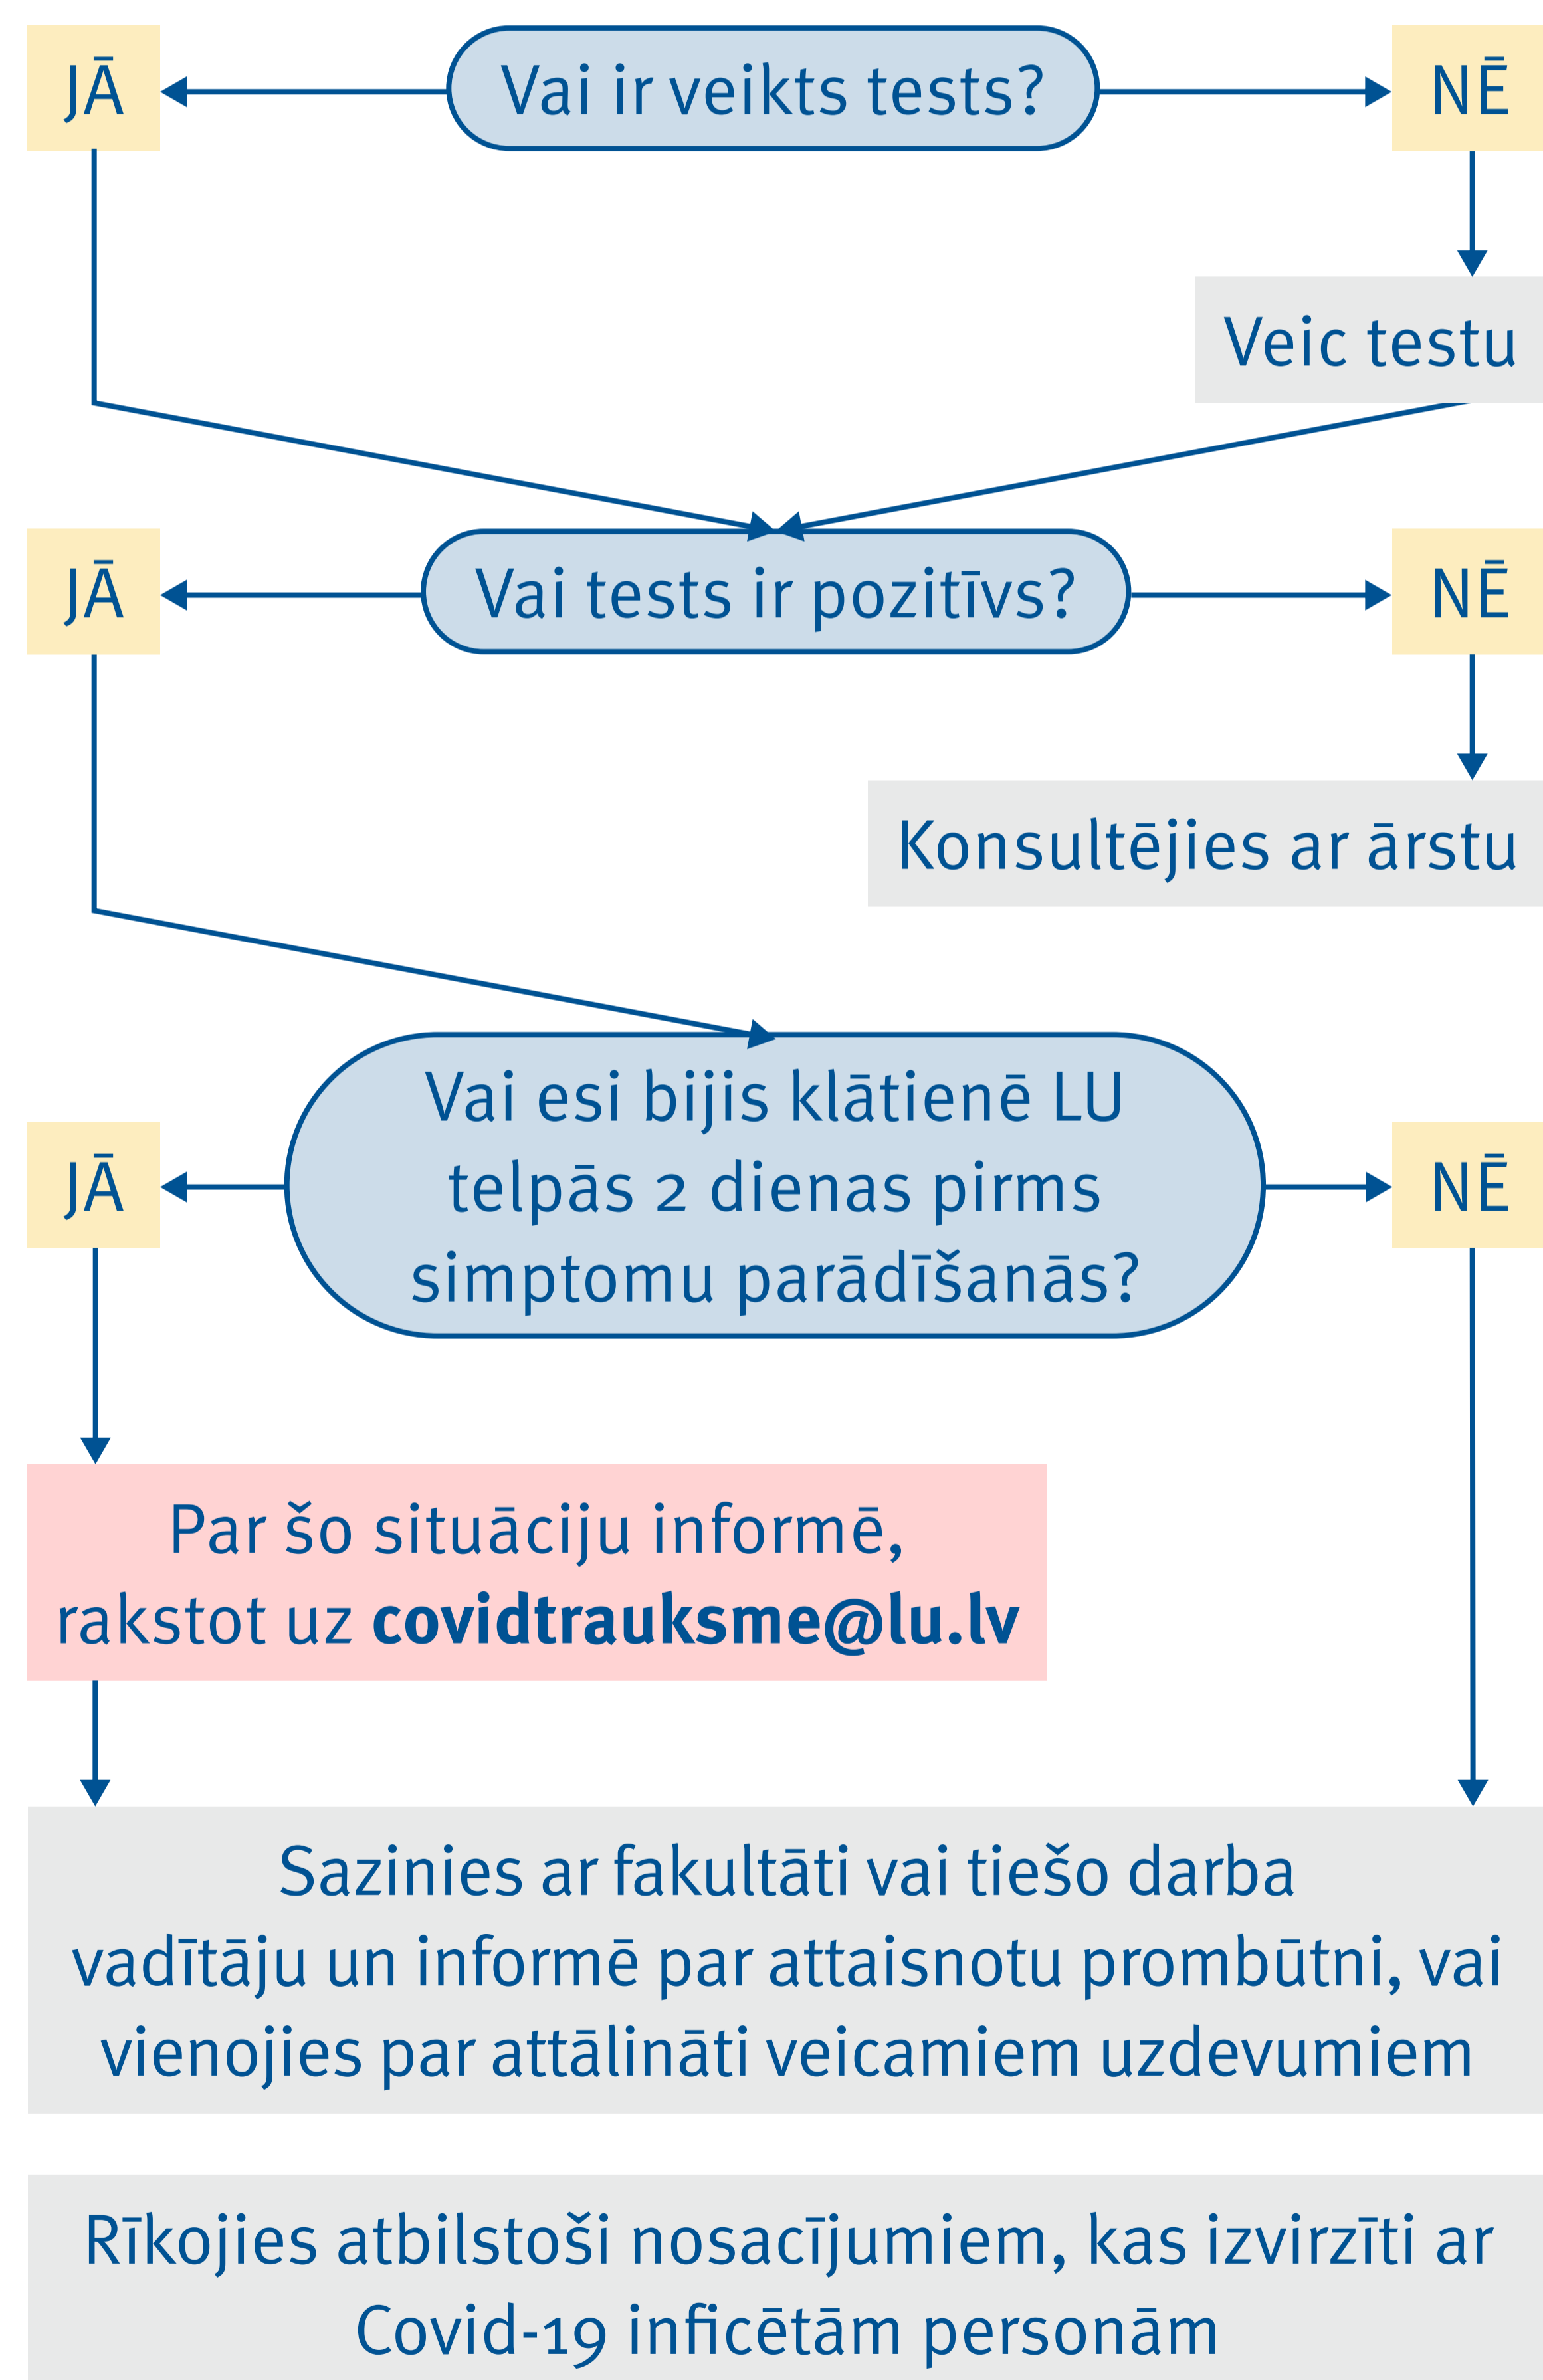 JĀ
Vai ir veikts tests?
NĒ
Veic testu
JĀ
Vai tests ir pozitīvs?
NĒ
Konsultējies ar ārstu
Vai esi bijis klātienē LU
telpās 2 dienas pirms
simptomu parādīšanās?
JĀ
NĒ
Par šo situāciju informē,
rakstot uz covidtrauksme@lu.lv
Sazinies ar fakultāti vai tiešo darba
vadītāju un informē par attaisnotu prombūtni, vai
vienojies par attālināti veicamiem uzdevumiem
Rīkojies atbilstoši nosacījumiem, kas izvirzīti ar
Covid-19 inficētām personām